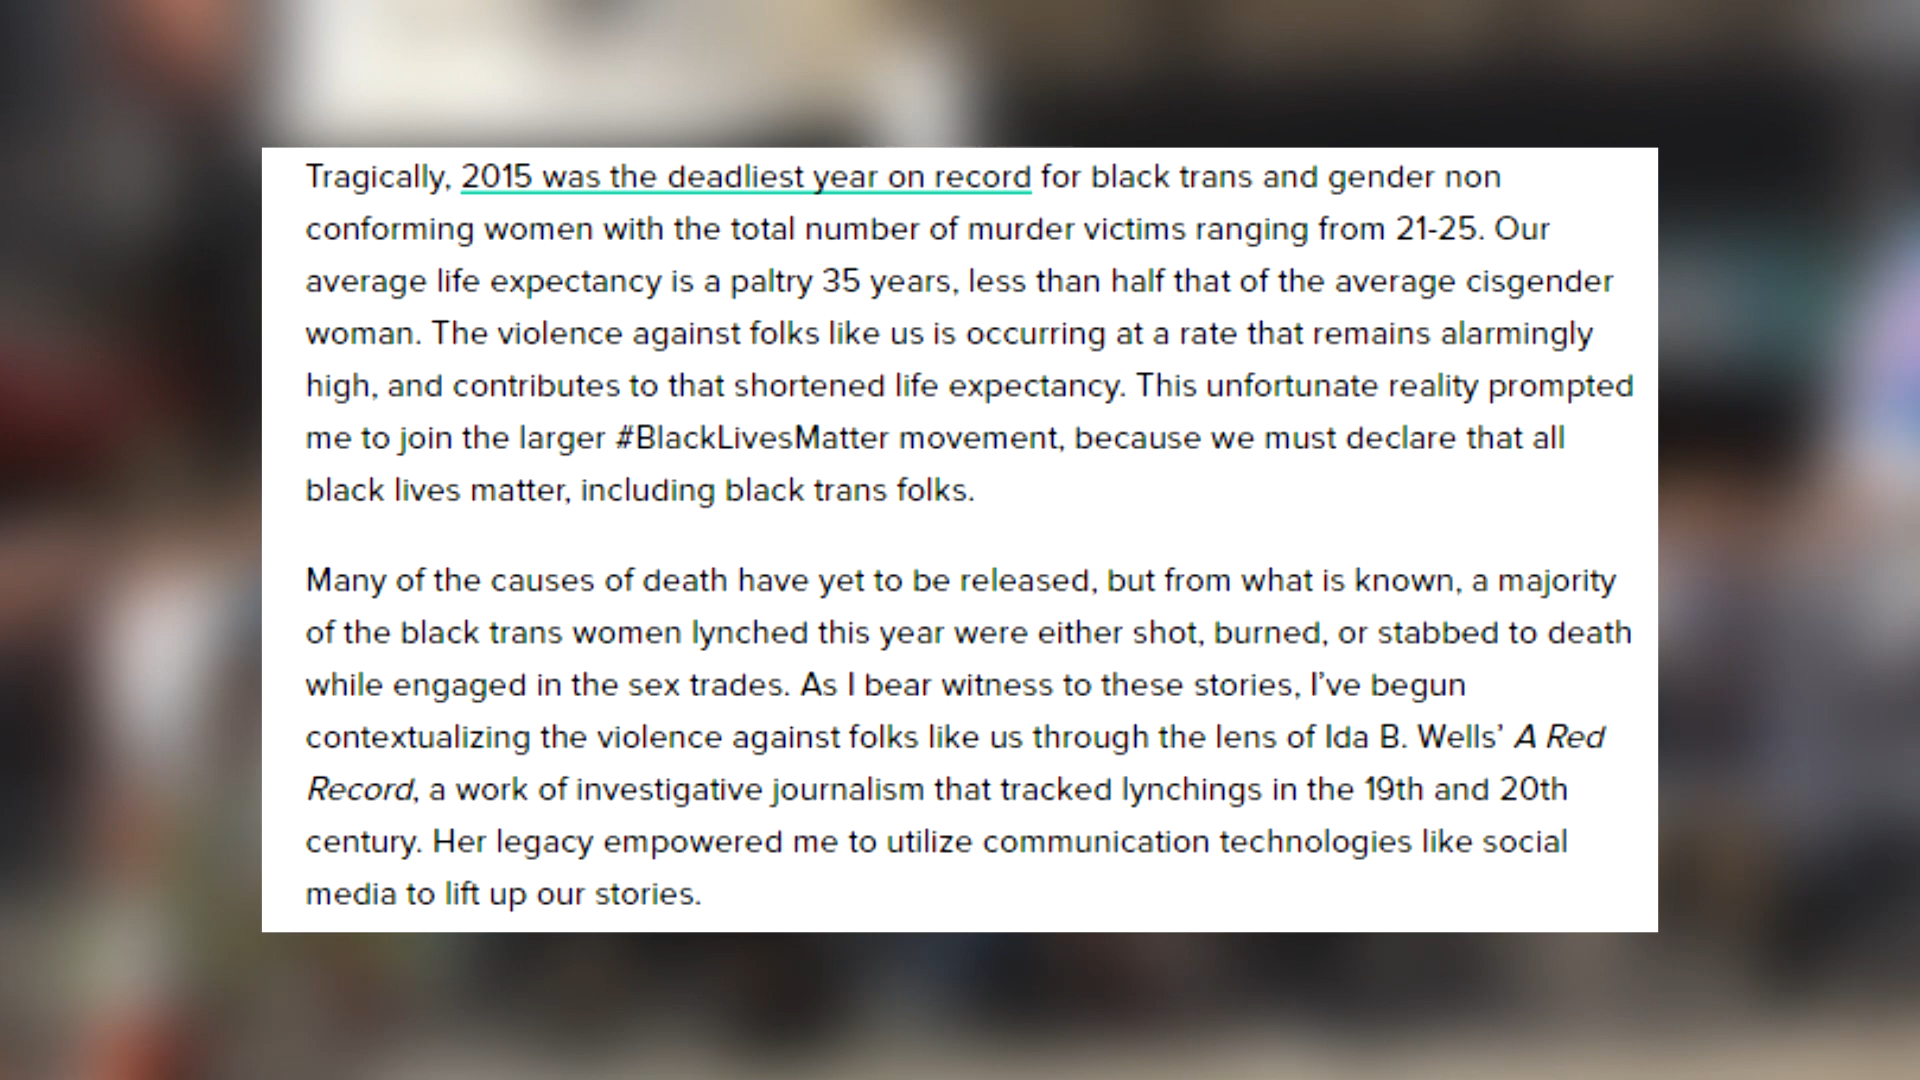 Tragically, 2015 was the deadliest year on record for black trans and gender non
conforming women with the total number of murder victims ranging from 21-25. Our
average life expectancy is a paltry 35 years, less than half that of the average cisgender
woman. The violence against folks like us is occurring at a rate that remains alarmingly
high, and contributes to that shortened life expectancy. This unfortunate reality prompted
me to join the larger #BlackLivesMatter movement, because we must declare that all
black lives matter, including black trans folks.
Many of the causes of death have yet to be released, but from what is known, a majority
of the black trans women lynched this year were either shot, burned, or stabbed to death
while engaged in the sex trades. As I bear witness to these stories, I’ve begun
contextualizing the violence against folks like us through the lens of Ida B. Wells’ A Red
Record, a work of investigative journalism that tracked lynchings in the 19th and 20th
century. Her legacy empowered me to utilize communication technologies like social
media to lift up our stories.